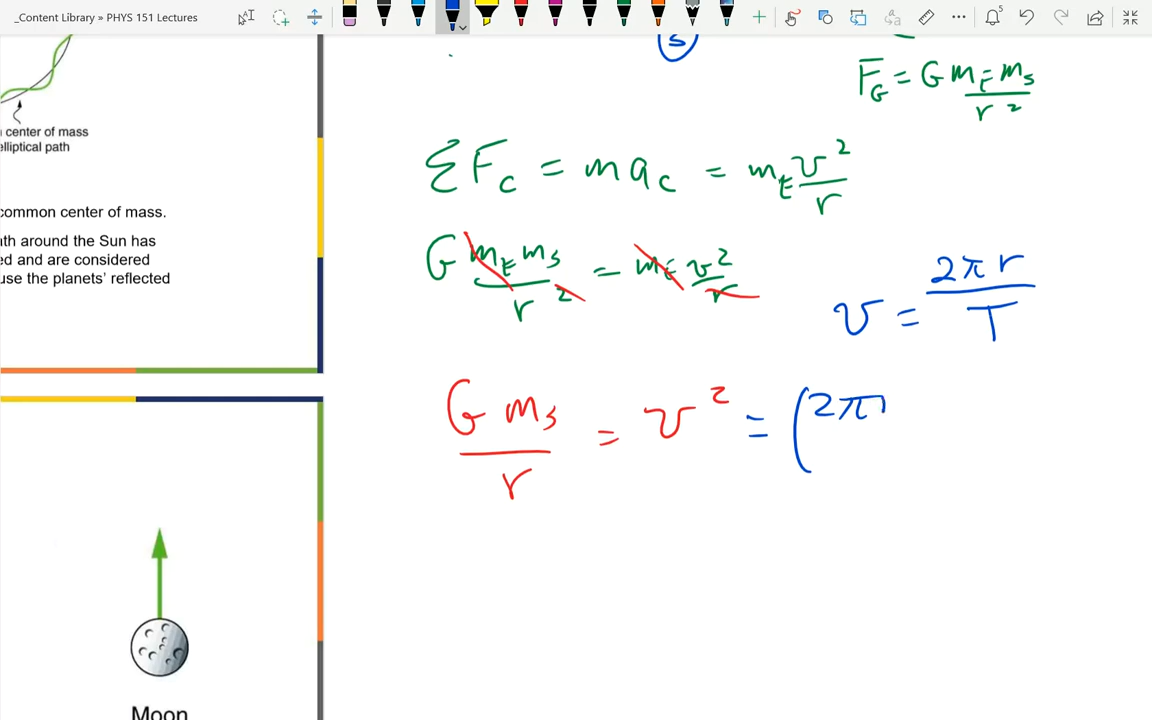 _Content Library » PHYS 151 Lectures
5
S
F_G = G m_E m_s / r^2
center of mass
elliptical path
ΣF_c = m a_c = m_E v^2 / r
common center of mass.
ath around the Sun has
ed and are considered
use the planets' reflected
G m_E m_s / r^2 = m_E v^2 / r
v = 2πr / T
G m_s / r = v^2 = (2π
Moon